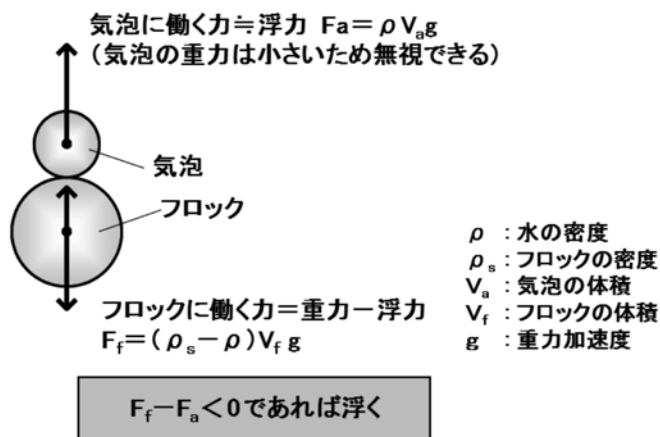 気泡に働く力≒浮力 Fa=ρVag
(気泡の重力は小さいため無視できる)
気泡
フロック
ρ:水の密度
ρs:フロックの密度
Va:気泡の体積
Vf:フロックの体積
g:重力加速度
フロックに働く力=重力-浮力
Ff=(ρs-ρ)Vf g
Ff-Fa<0であれば浮く